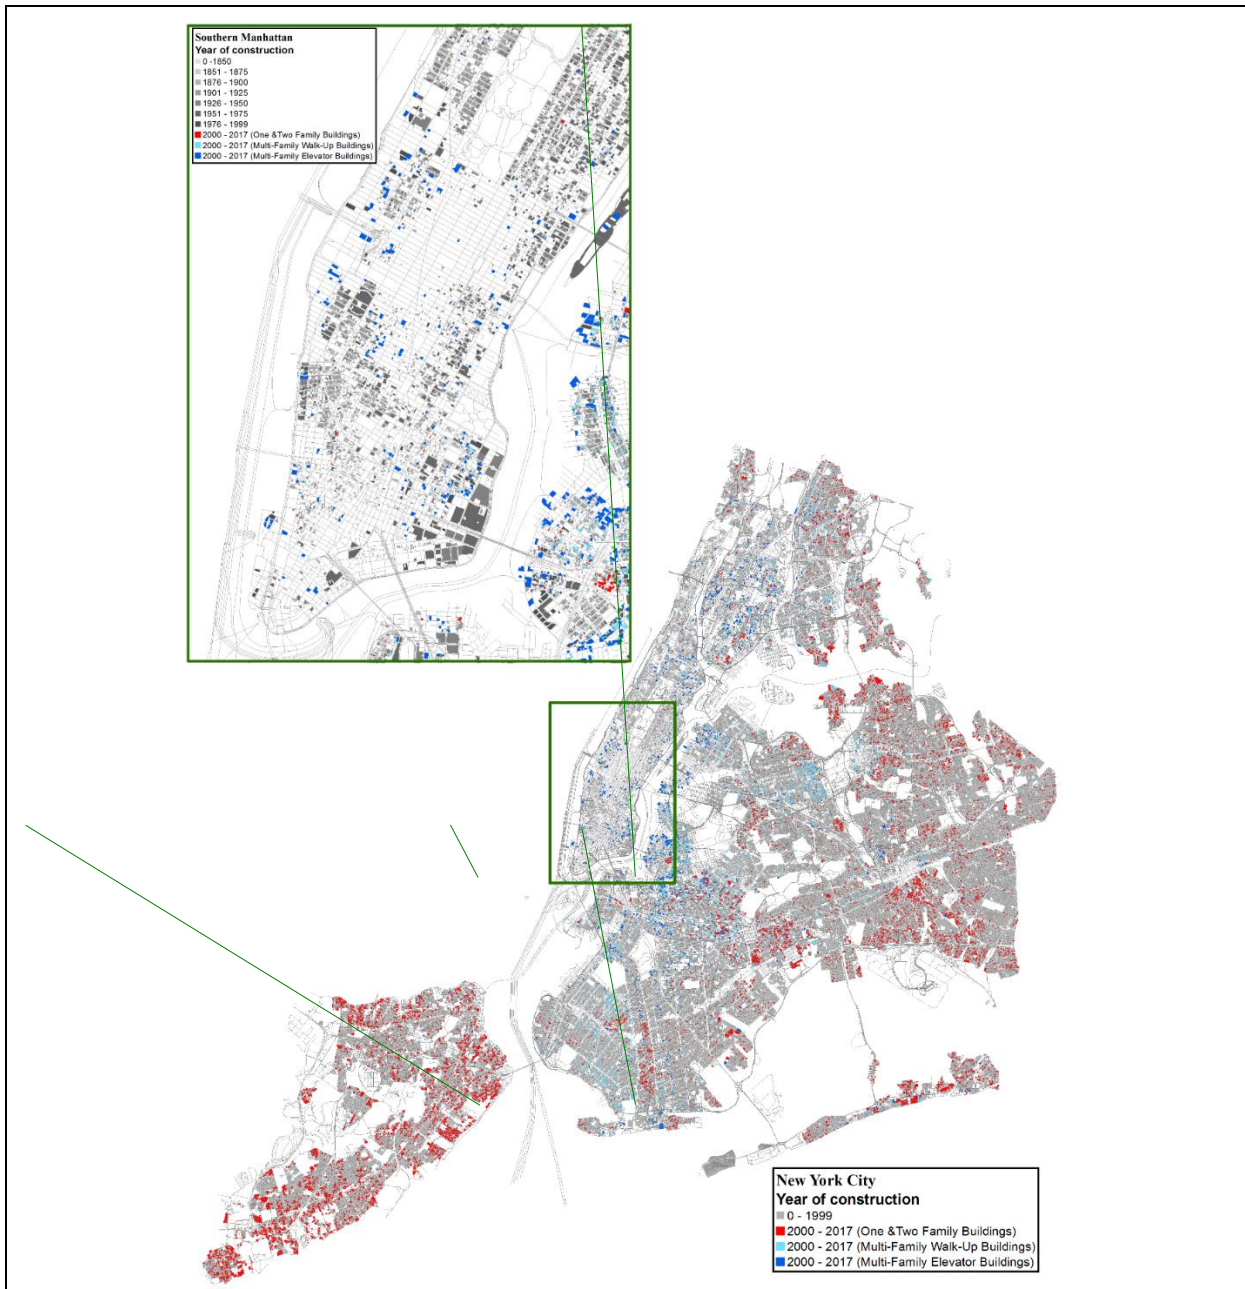 Southern Manhattan
Year of construction
0 -1850
1851 - 1875
1876 - 1900
1901 - 1925
1926 - 1950
1951 - 1975
1976 - 1999
2000 - 2017 (One &Two Family Buildings)
2000 - 2017 (Multi-Family Walk-Up Buildings)
2000 - 2017 (Multi-Family Elevator Buildings)
New York City
Year of construction
0 - 1999
2000 - 2017 (One &Two Family Buildings)
2000 - 2017 (Multi-Family Walk-Up Buildings)
2000 - 2017 (Multi-Family Elevator Buildings)